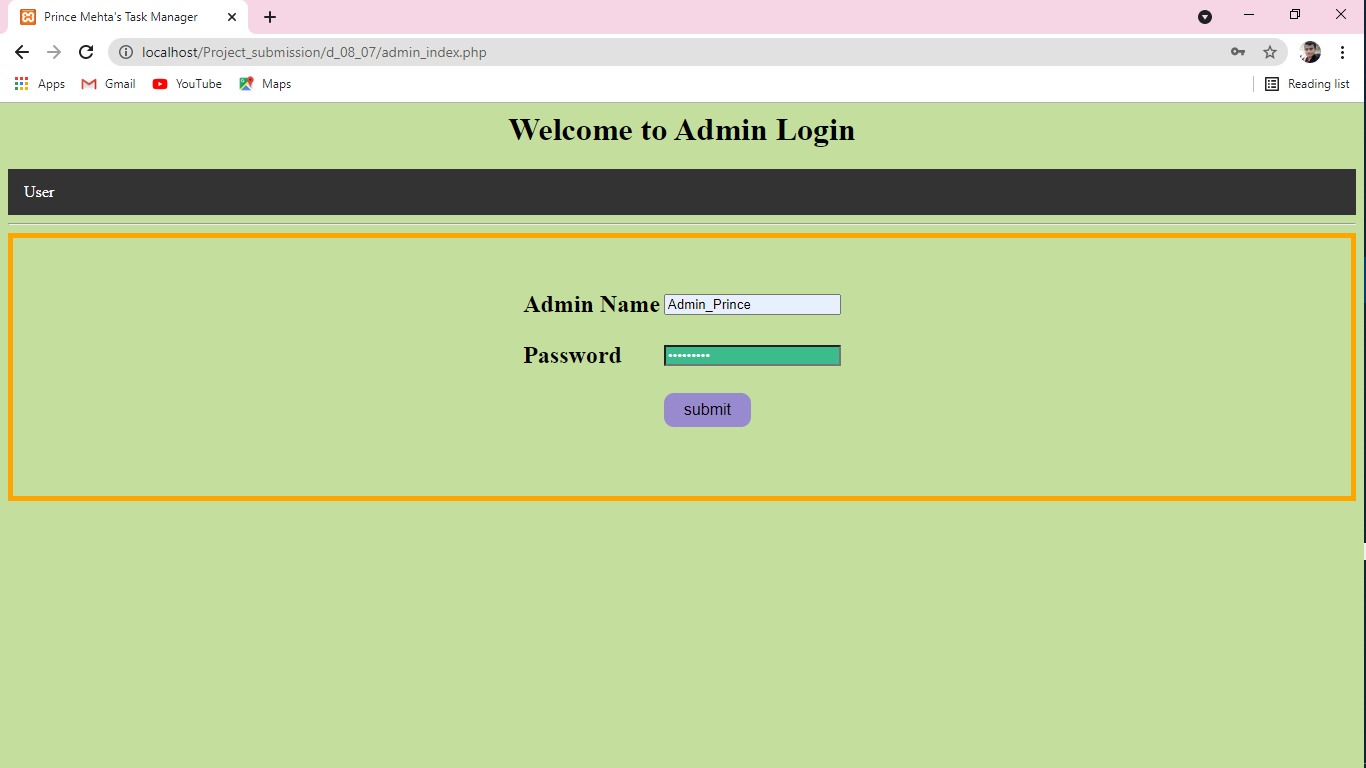 Prince Mehta's Task Manager
localhost/Project_submission/d_08_07/admin_index.php
Apps Gmail YouTube Maps Reading list
Welcome to Admin Login
User
Admin Name Admin_Prince
Password •••••••••
submit